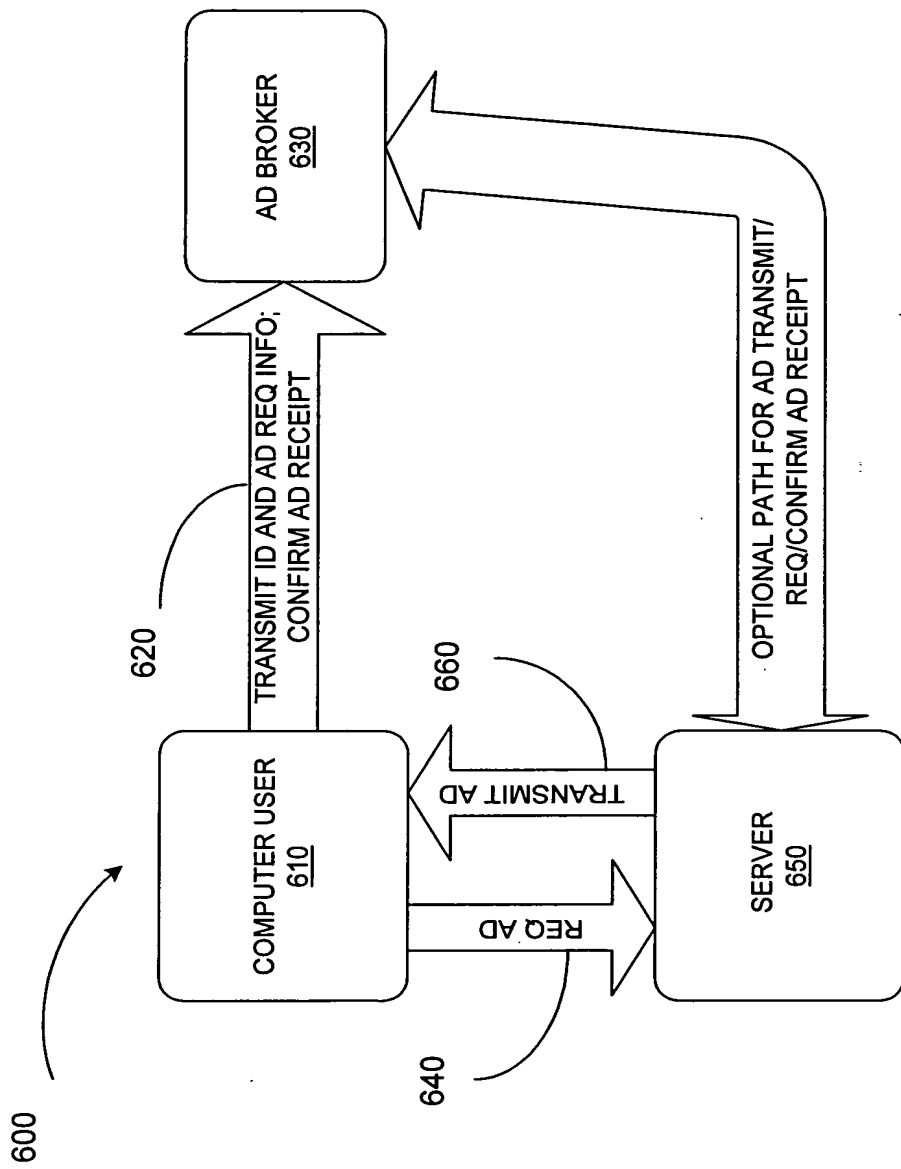 600
COMPUTER USER
610
620
TRANSMIT ID AND AD REQ INFO;
CONFIRM AD RECEIPT
AD BROKER
630
640
REQ AD
TRANSMIT AD
660
SERVER
650
OPTIONAL PATH FOR AD TRANSMIT/
REQ/CONFIRM AD RECEIPT